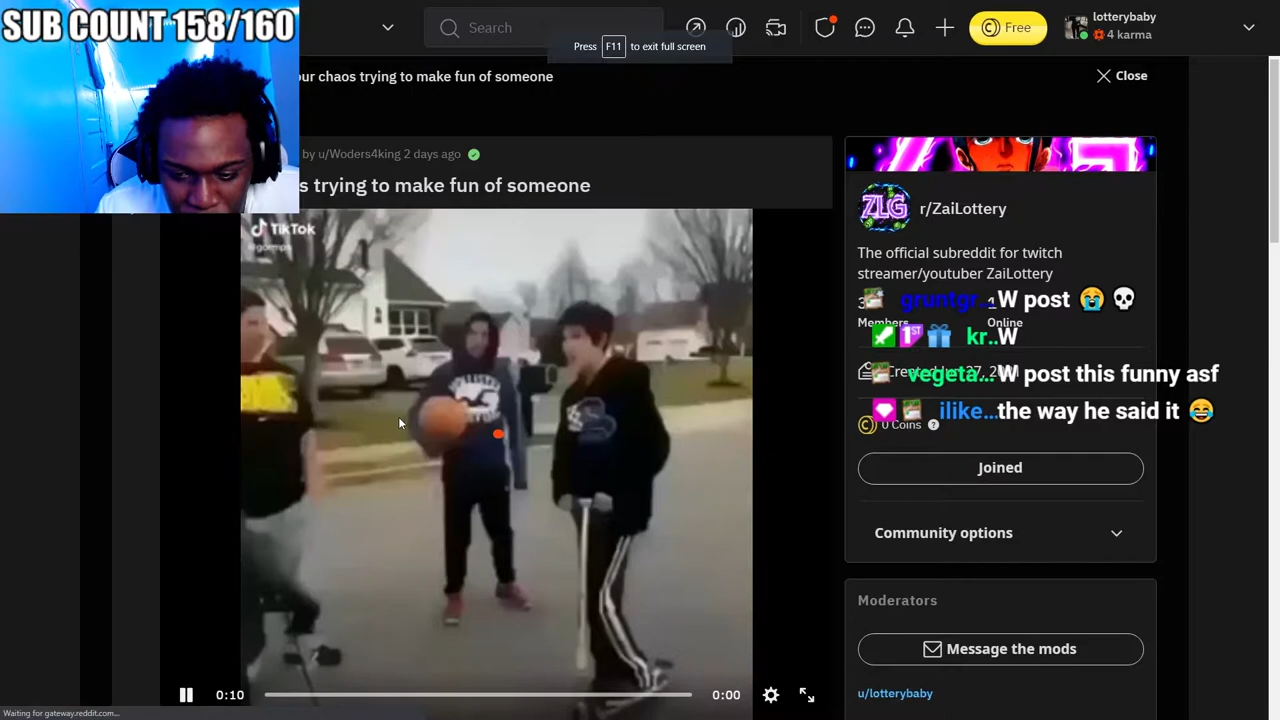 SUB COUNT 158/160
Search
Press F11 to exit full screen
Free
lotterybaby
4 karma
our chaos trying to make fun of someone
Close
by u/Woders4king 2 days ago
s trying to make fun of someone
TikTok
ZLG
r/ZaiLottery
The official subreddit for twitch
streamer/youtuber ZaiLottery
gruntgr... W post 😭 💀
Members
Online
1ST kr.. W
vegeta... W post this funny asf
ilike... the way he said it 😂
0 Coins
Joined
Community options
Moderators
Message the mods
u/lotterybaby
0:10
0:00
Waiting for gateway.reddit.com...